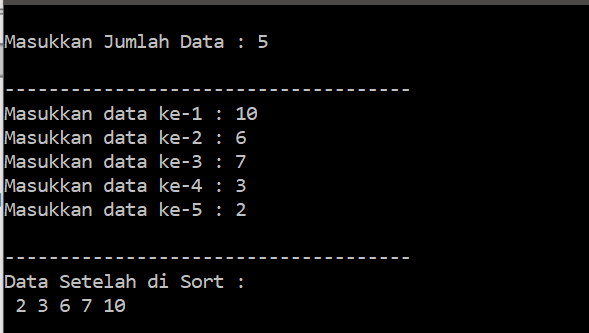 Masukkan Jumlah Data : 5
-------------------------------------
Masukkan data ke-1 : 10
Masukkan data ke-2 : 6
Masukkan data ke-3 : 7
Masukkan data ke-4 : 3
Masukkan data ke-5 : 2
-------------------------------------
Data Setelah di Sort :
2 3 6 7 10